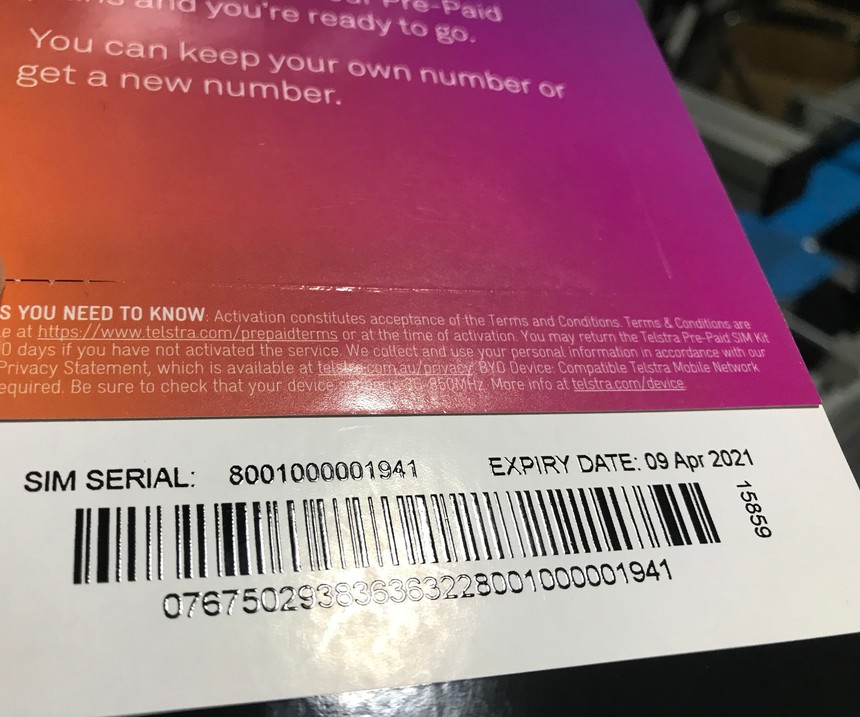 and you're ready to go. Pre-Paid
You can keep your own number or
get a new number.
S YOU NEED TO KNOW: Activation constitutes acceptance of the Terms and Conditions. Terms & Conditions are
e at https://www.telstra.com/prepaidterms or at the time of activation. You may return the Telstra Pre-Paid SIM Kit
0 days if you have not activated the service. We collect and use your personal information in accordance with our
Privacy Statement, which is available at telstra.com.au/privacy. BYO Device: Compatible Telstra Mobile Network
equired. Be sure to check that your device supports 3G 850MHz. More info at telstra.com/device.
SIM SERIAL: 8001000001941 EXPIRY DATE: 09 Apr 2021
15859
076750293836363228001000001941